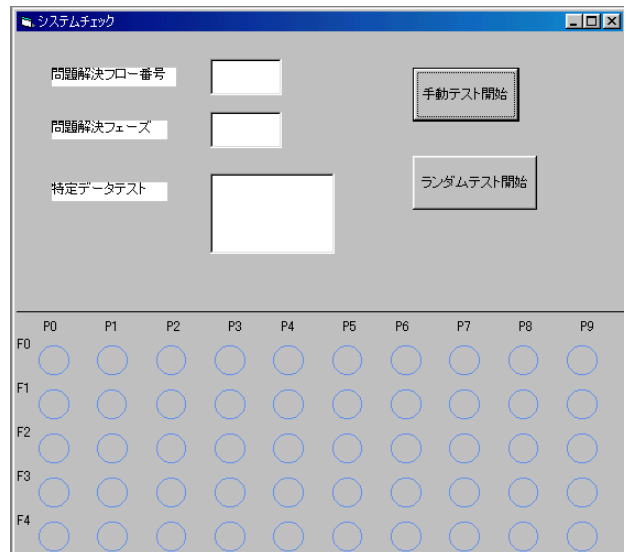 システムチェック
問題解決フロー番号
手動テスト開始
問題解決フェーズ
特定データテスト
ランダムテスト開始
P0 P1 P2 P3 P4 P5 P6 P7 P8 P9
F0
F1
F2
F3
F4